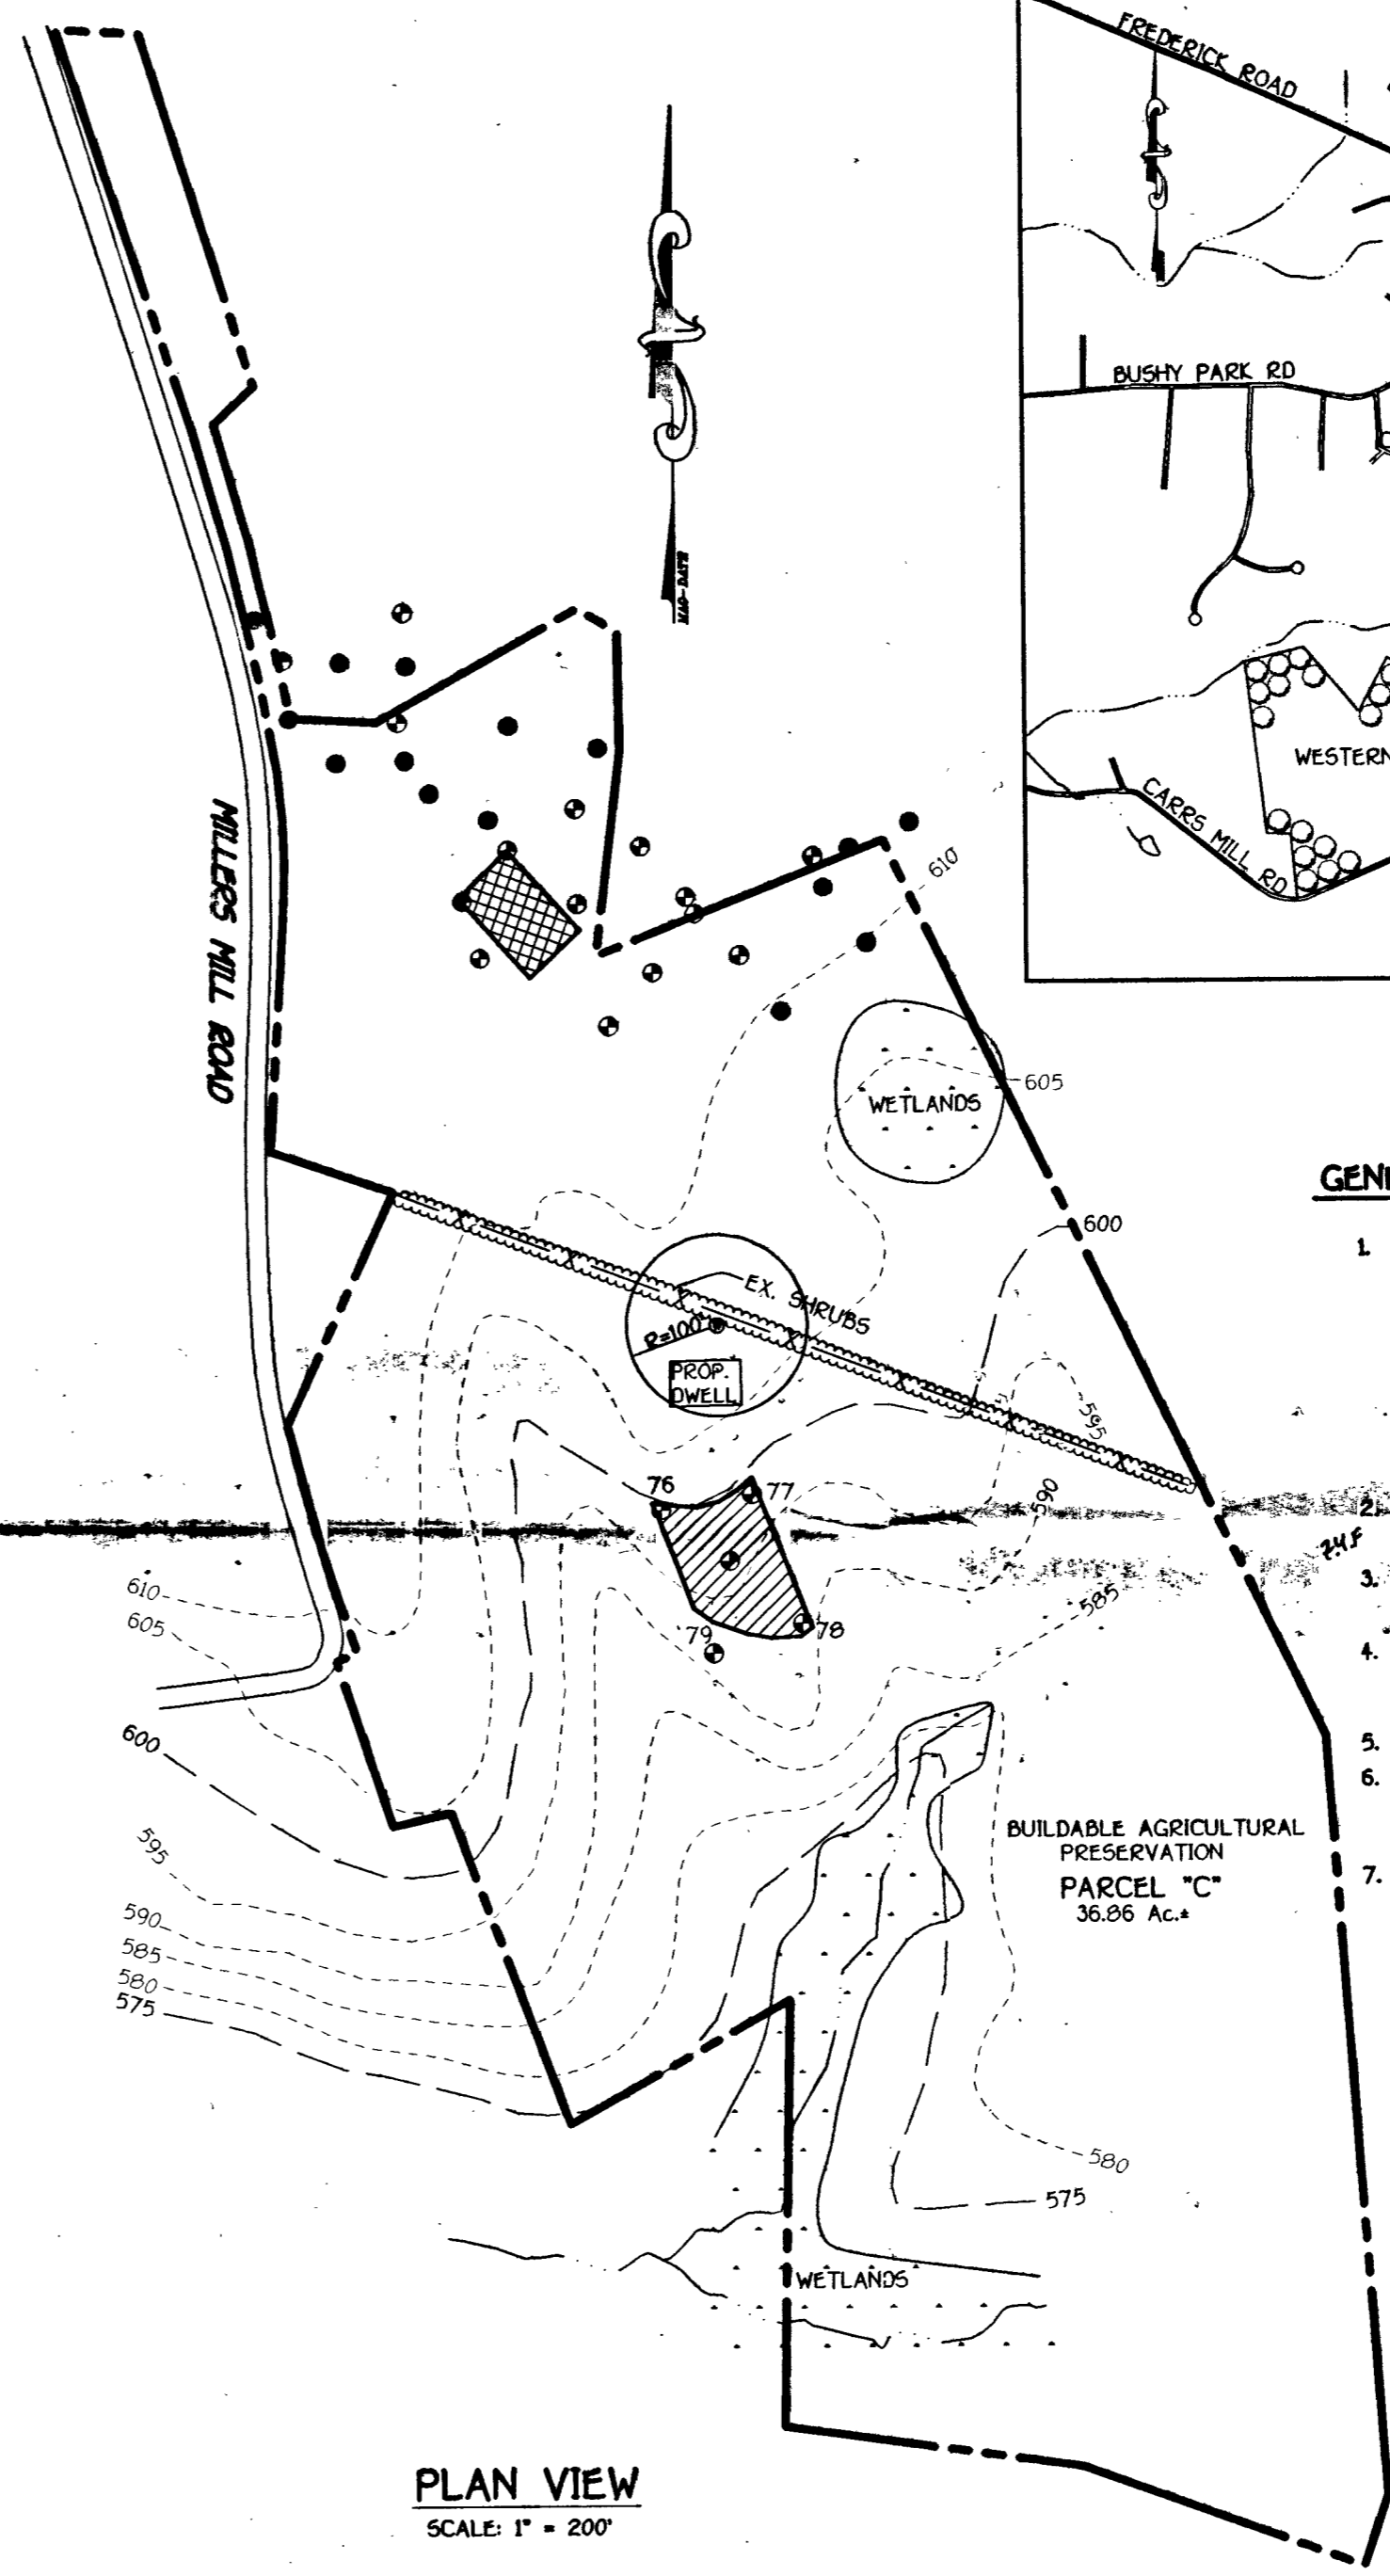 FREDERICK ROAD
BUSHY PARK RD
WESTERN
CARRS MILL RD
MILLERS MILL ROAD
610
605
WETLANDS
600
GEN
1.
EX. SHRUBS
R=100'
PROP.
DWELL.
595
76
77
590
2.
3.
585
79
78
4.
610
605
600
5.
6.
7.
BUILDABLE AGRICULTURAL
PRESERVATION
PARCEL "C"
36.86 Ac.±
595
590
585
580
575
580
575
WETLANDS
PLAN VIEW
SCALE: 1" = 200'